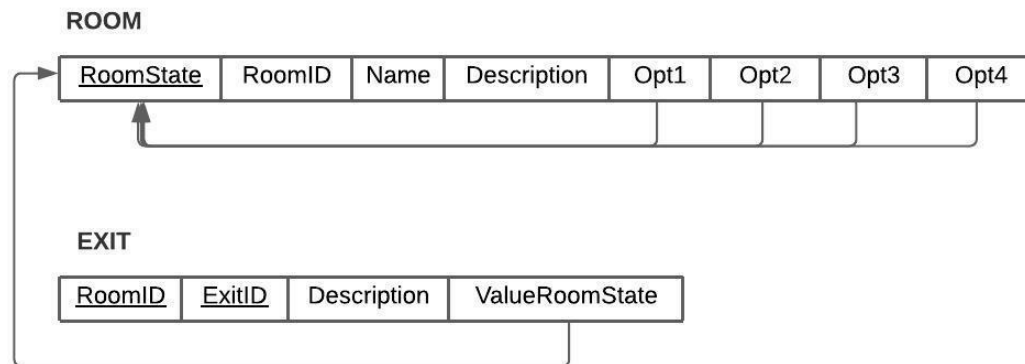 ROOM
RoomState RoomID Name Description Opt1 Opt2 Opt3 Opt4
EXIT
RoomID ExitID Description ValueRoomState